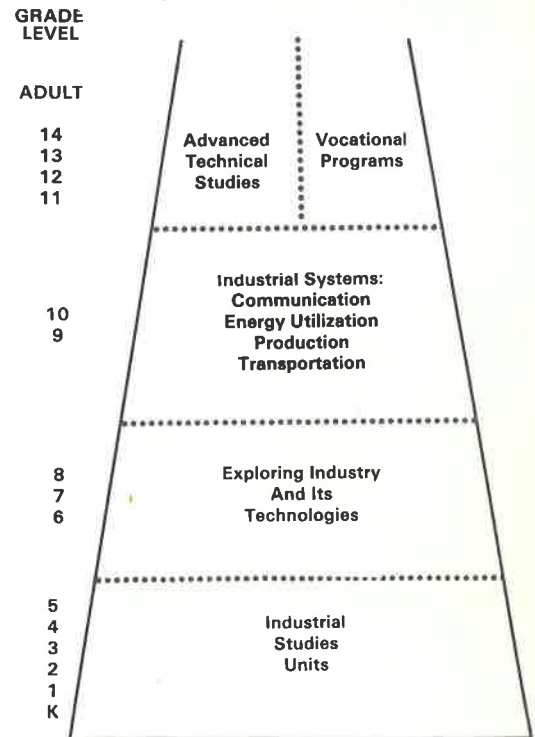 GRADE
LEVEL
ADULT
14
13
12
11
Advanced
Technical
Studies
Vocational
Programs
10
9
Industrial Systems:
Communication
Energy Utilization
Production
Transportation
8
7
6
Exploring Industry
And Its
Technologies
5
4
3
2
1
K
Industrial
Studies
Units